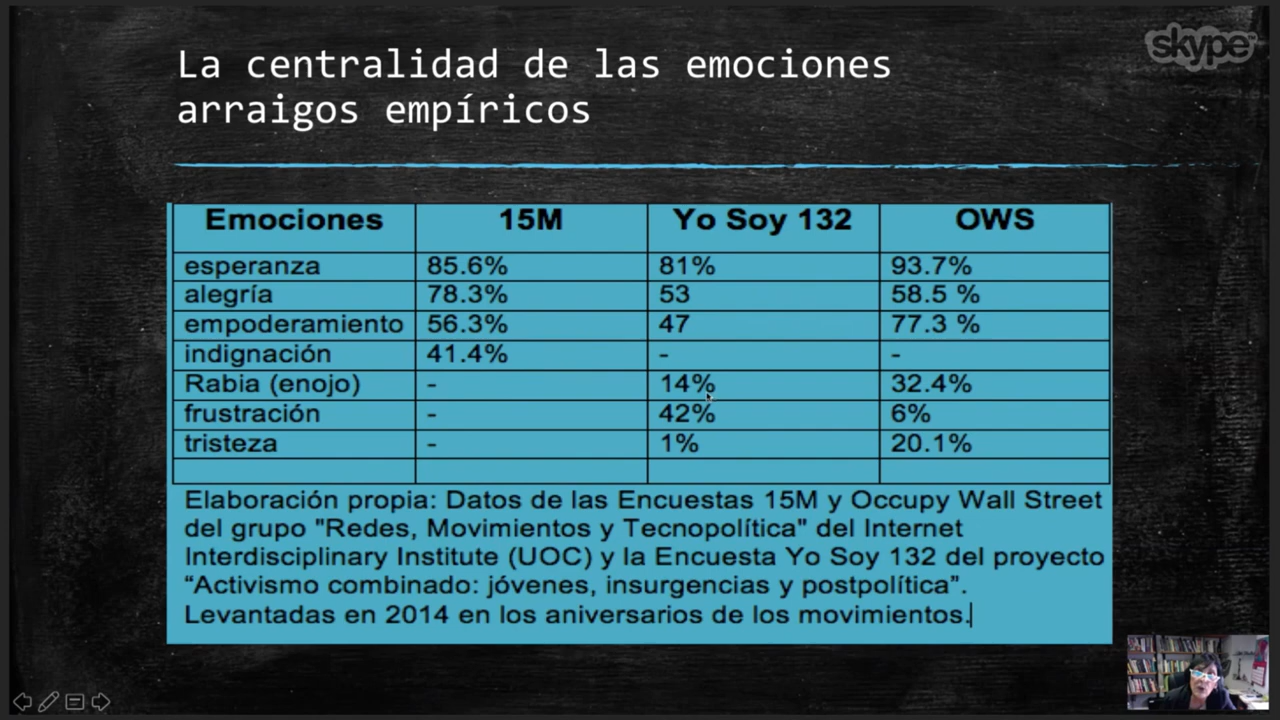 skype
La centralidad de las emociones
arraigos empíricos
Emociones 15M Yo Soy 132 OWS
esperanza 85.6% 81% 93.7%
alegría 78.3% 53 58.5 %
empoderamiento 56.3% 47 77.3 %
indignación 41.4% - -
Rabia (enojo) - 14% 32.4%
frustración - 42% 6%
tristeza - 1% 20.1%
Elaboración propia: Datos de las Encuestas 15M y Occupy Wall Street
del grupo "Redes, Movimientos y Tecnopolítica" del Internet
Interdisciplinary Institute (UOC) y la Encuesta Yo Soy 132 del proyecto
“Activismo combinado: jóvenes, insurgencias y postpolítica”.
Levantadas en 2014 en los aniversarios de los movimientos.